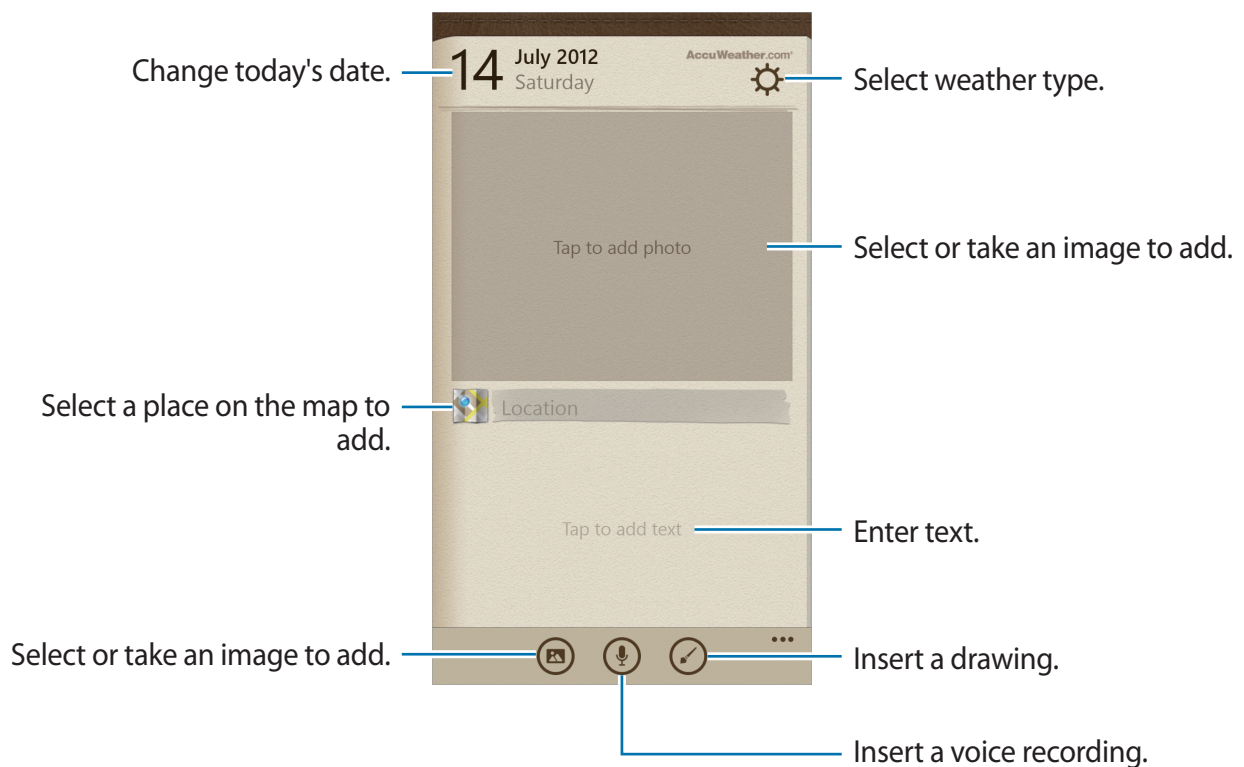 14
July 2012
Saturday
AccuWeather.com®
Change today's date.
Select weather type.
Tap to add photo
Select or take an image to add.
Select a place on the map to
add.
Location
Tap to add text
Enter text.
Select or take an image to add.
Insert a drawing.
Insert a voice recording.